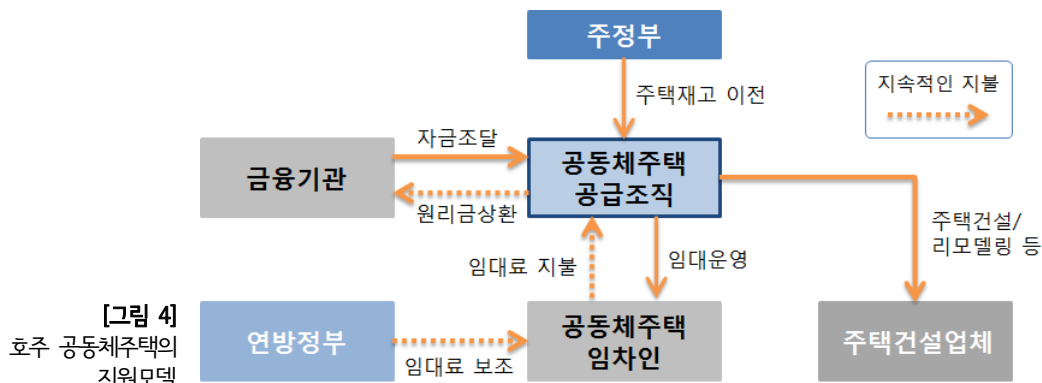 주정부
지속적인 지불
주택재고 이전
자금조달
금융기관
공동체주택
공급조직
원리금상환
주택건설/
리모델링 등
임대료 지불
임대운영
[그림 4]
호주 공동체주택의
지원모델
연방정부
임대료 보조
공동체주택
임차인
주택건설업체